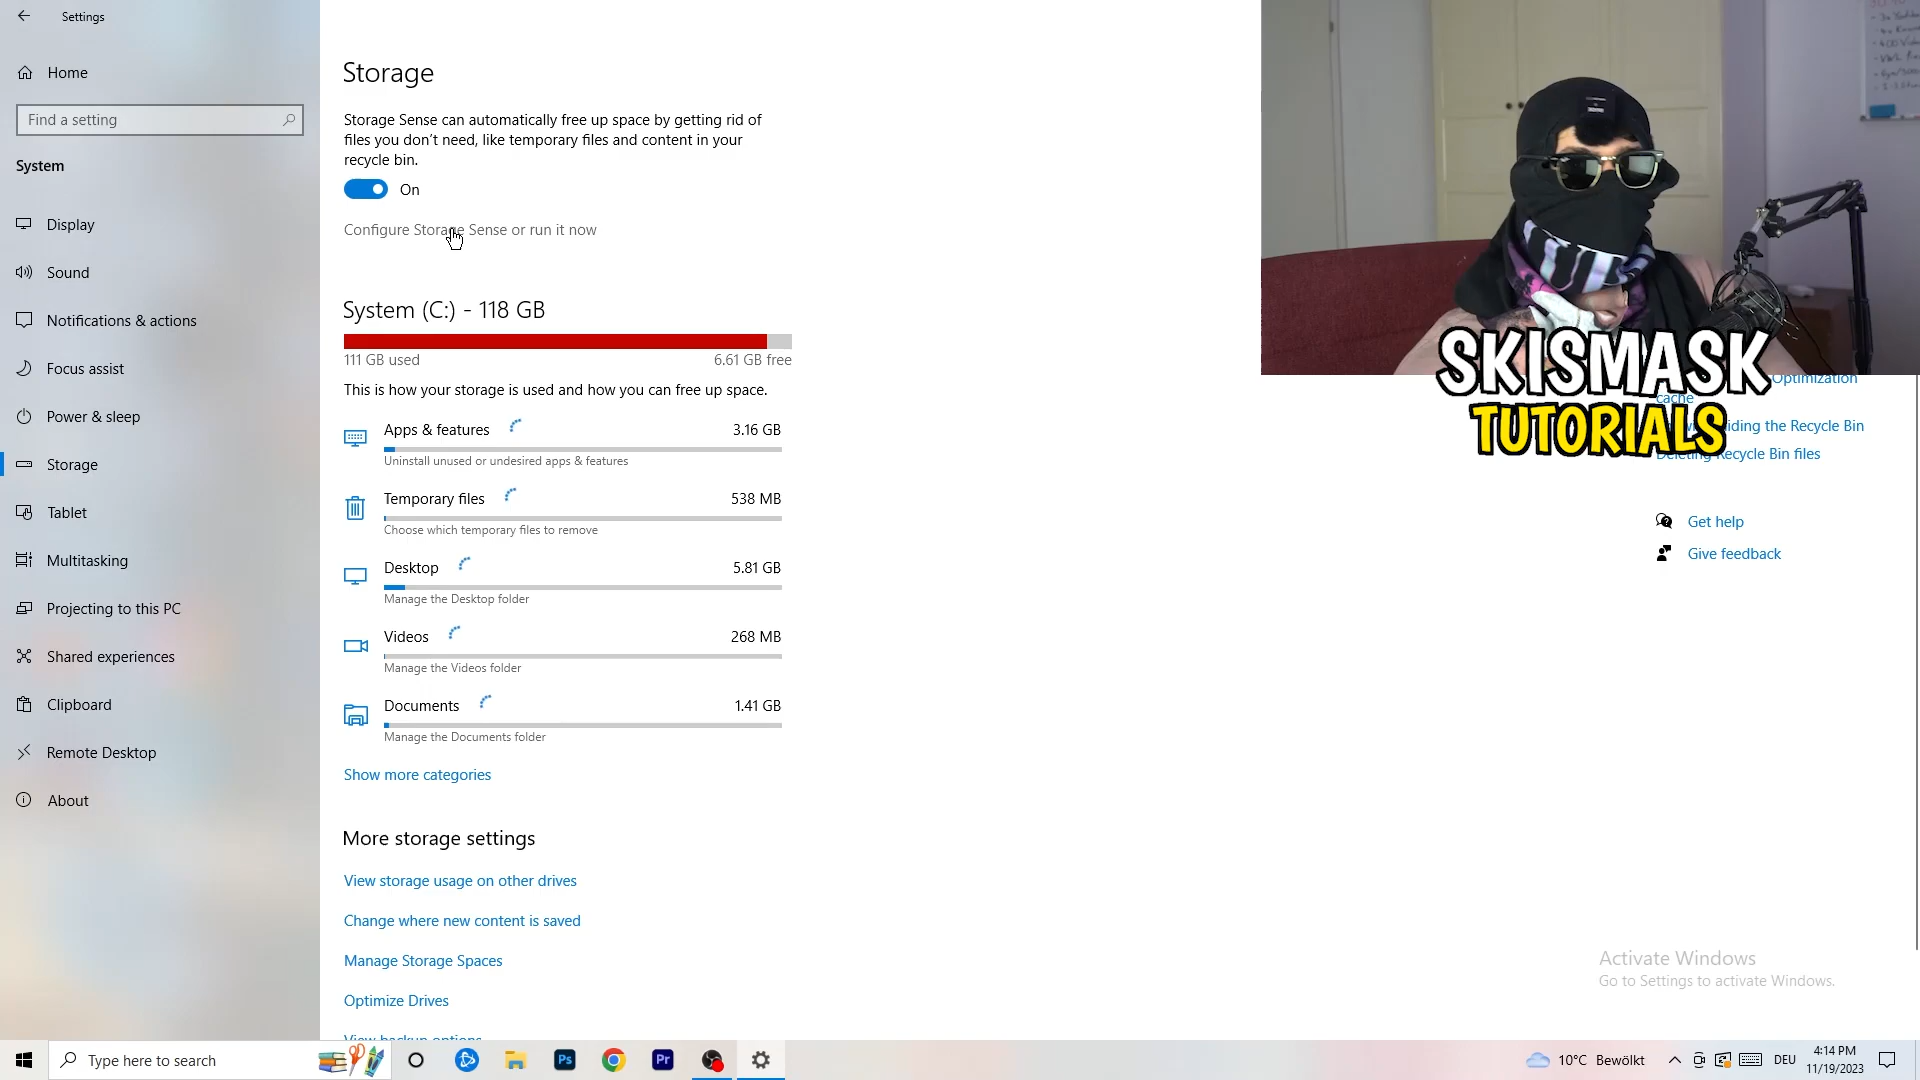 Settings
Home
Find a setting
System
Display
Sound
Notifications & actions
Focus assist
Power & sleep
Storage
Tablet
Multitasking
Projecting to this PC
Shared experiences
Clipboard
Remote Desktop
About
Storage
Storage Sense can automatically free up space by getting rid of
files you don't need, like temporary files and content in your
recycle bin.
On
Configure Storage Sense or run it now
System (C:) - 118 GB
111 GB used
6.61 GB free
This is how your storage is used and how you can free up space.
Apps & features
3.16 GB
Uninstall unused or undesired apps & features
Temporary files
538 MB
Choose which temporary files to remove
Desktop
5.81 GB
Manage the Desktop folder
Videos
268 MB
Manage the Videos folder
Documents
1.41 GB
Manage the Documents folder
Show more categories
More storage settings
View storage usage on other drives
Change where new content is saved
Manage Storage Spaces
Optimize Drives
View backup options
SKISMASK
TUTORIALS
Optimization
cache
the Recycle Bin
Deleting Recycle Bin files
Get help
Give feedback
Activate Windows
Go to Settings to activate Windows.
Type here to search
Ps
Pr
10°C Bewölkt
DEU
4:14 PM
11/19/2023